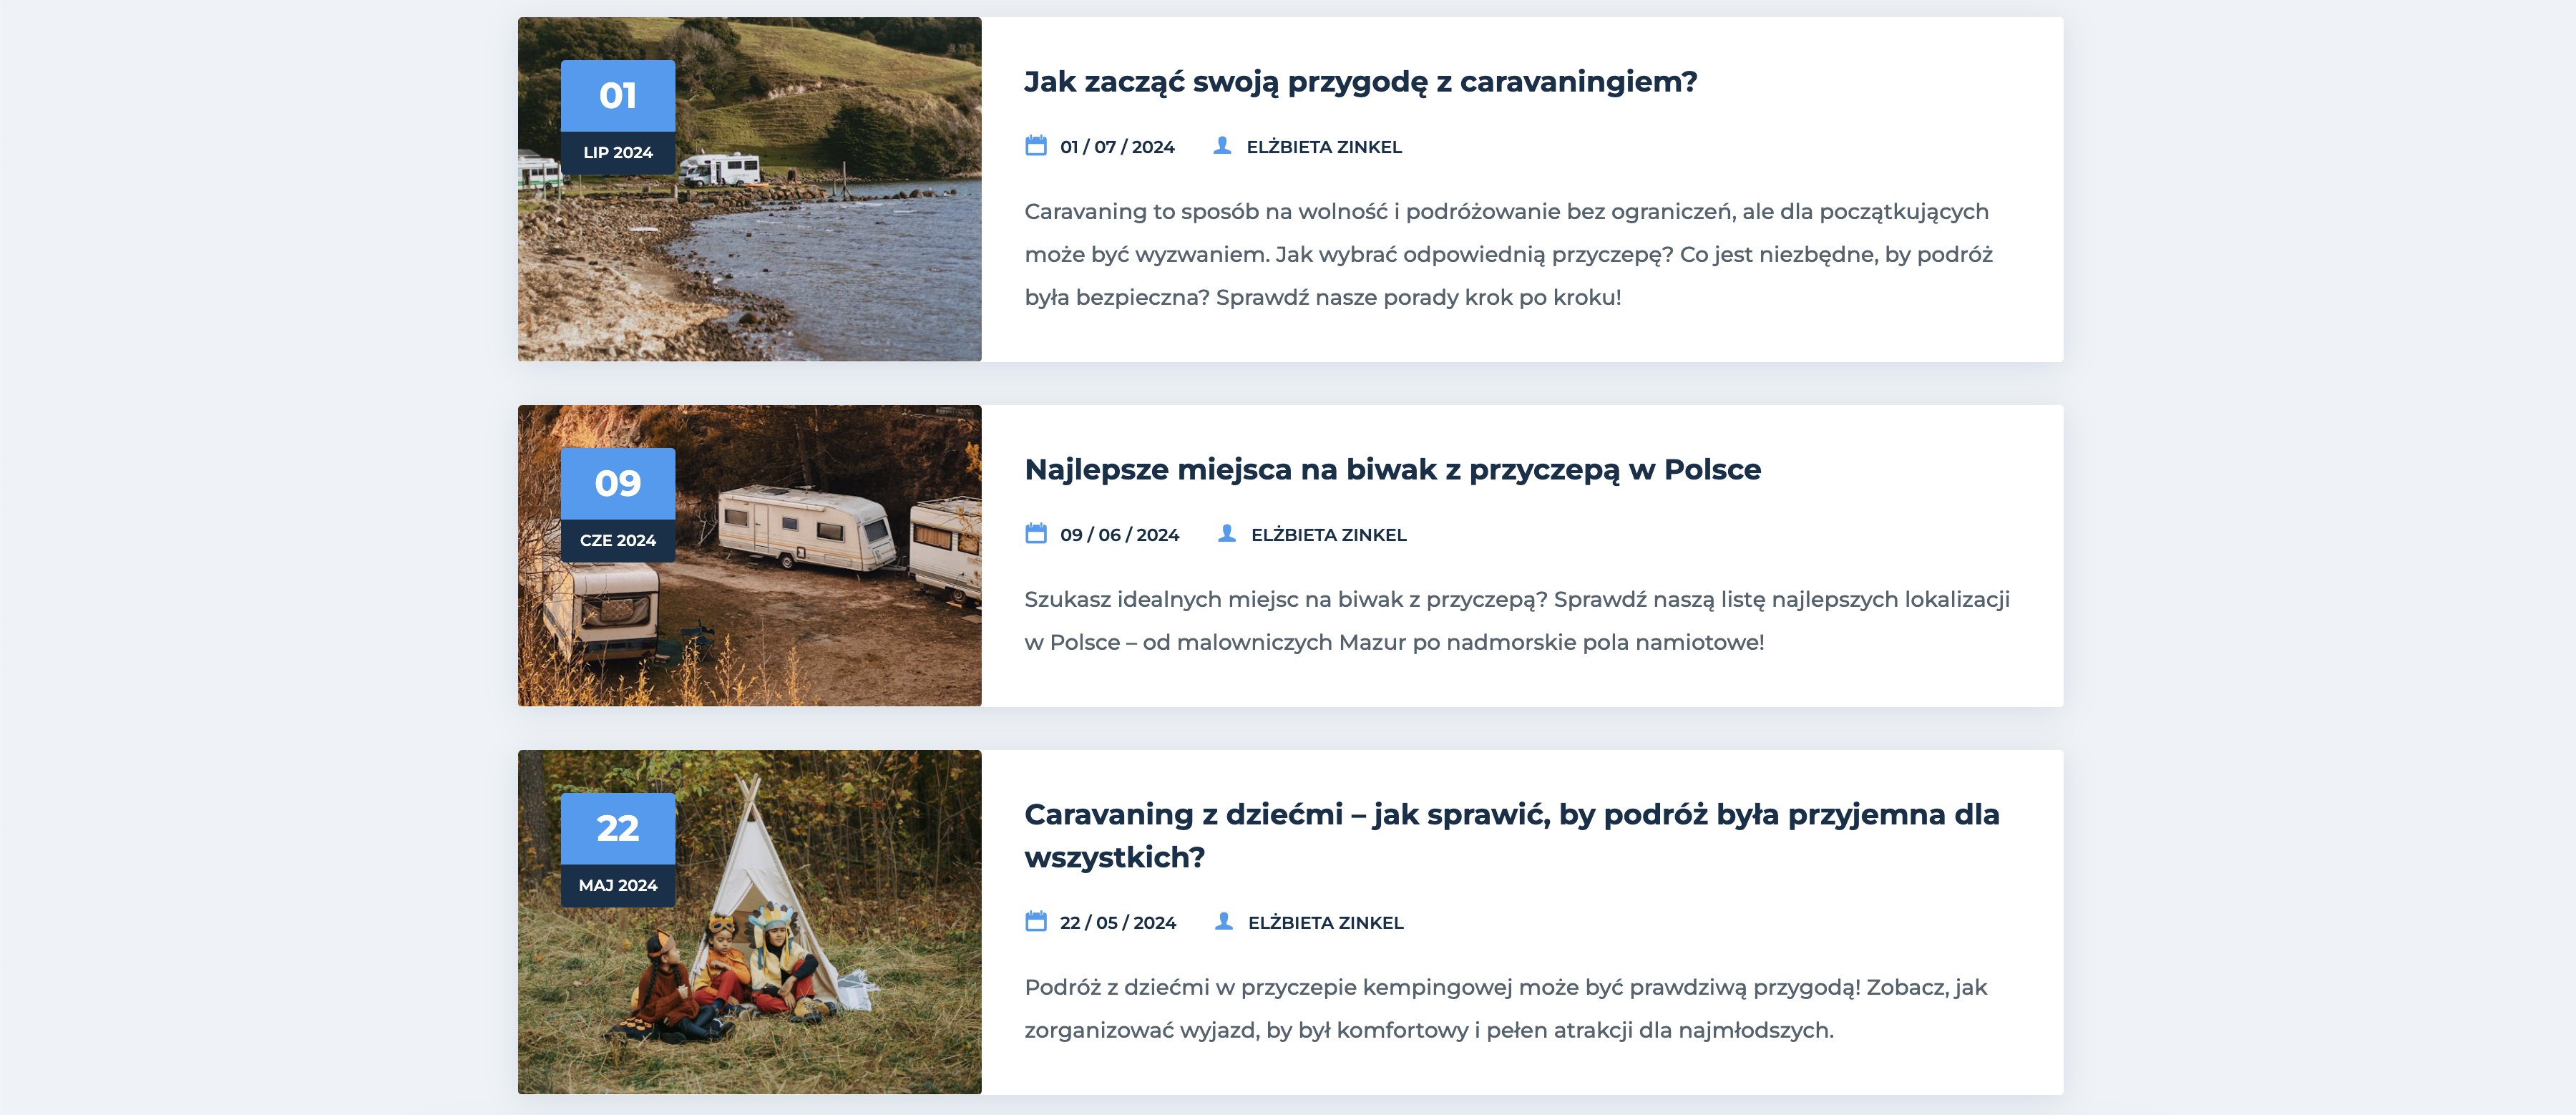 01
LIP 2024
Jak zacząć swoją przygodę z caravaningiem?
01 / 07 / 2024 ELŻBIETA ZINKEL
Caravaning to sposób na wolność i podróżowanie bez ograniczeń, ale dla początkujących
może być wyzwaniem. Jak wybrać odpowiednią przyczepę? Co jest niezbędne, by podróż
była bezpieczna? Sprawdź nasze porady krok po kroku!
09
CZE 2024
Najlepsze miejsca na biwak z przyczepą w Polsce
09 / 06 / 2024 ELŻBIETA ZINKEL
Szukasz idealnych miejsc na biwak z przyczepą? Sprawdź naszą listę najlepszych lokalizacji
w Polsce – od malowniczych Mazur po nadmorskie pola namiotowe!
22
MAJ 2024
Caravaning z dziećmi – jak sprawić, by podróż była przyjemna dla
wszystkich?
22 / 05 / 2024 ELŻBIETA ZINKEL
Podróż z dziećmi w przyczepie kempingowej może być prawdziwą przygodą! Zobacz, jak
zorganizować wyjazd, by był komfortowy i pełen atrakcji dla najmłodszych.